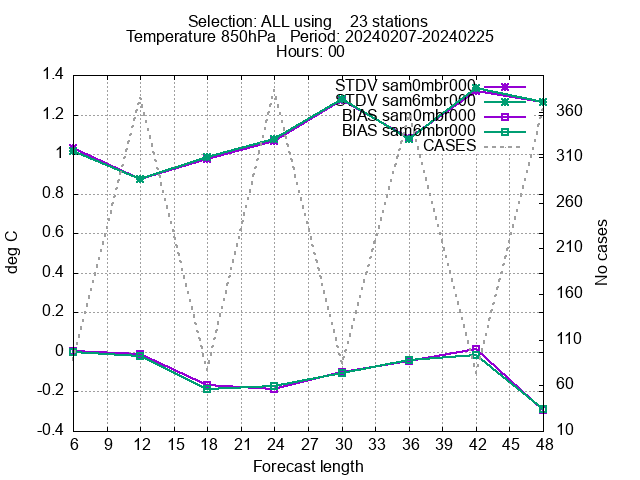 Selection: ALL using 23 stations
Temperature 850hPa Period: 20240207-20240225
Hours: 00
STDV sam0mbr000
STDV sam6mbr000
BIAS sam0mbr000
BIAS sam6mbr000
CASES
deg C
1.4
1.2
1
0.8
0.6
0.4
0.2
0
-0.2
-0.4
No cases
360
310
260
210
160
110
60
10
6 9 12 15 18 21 24 27 30 33 36 39 42 45 48
Forecast length